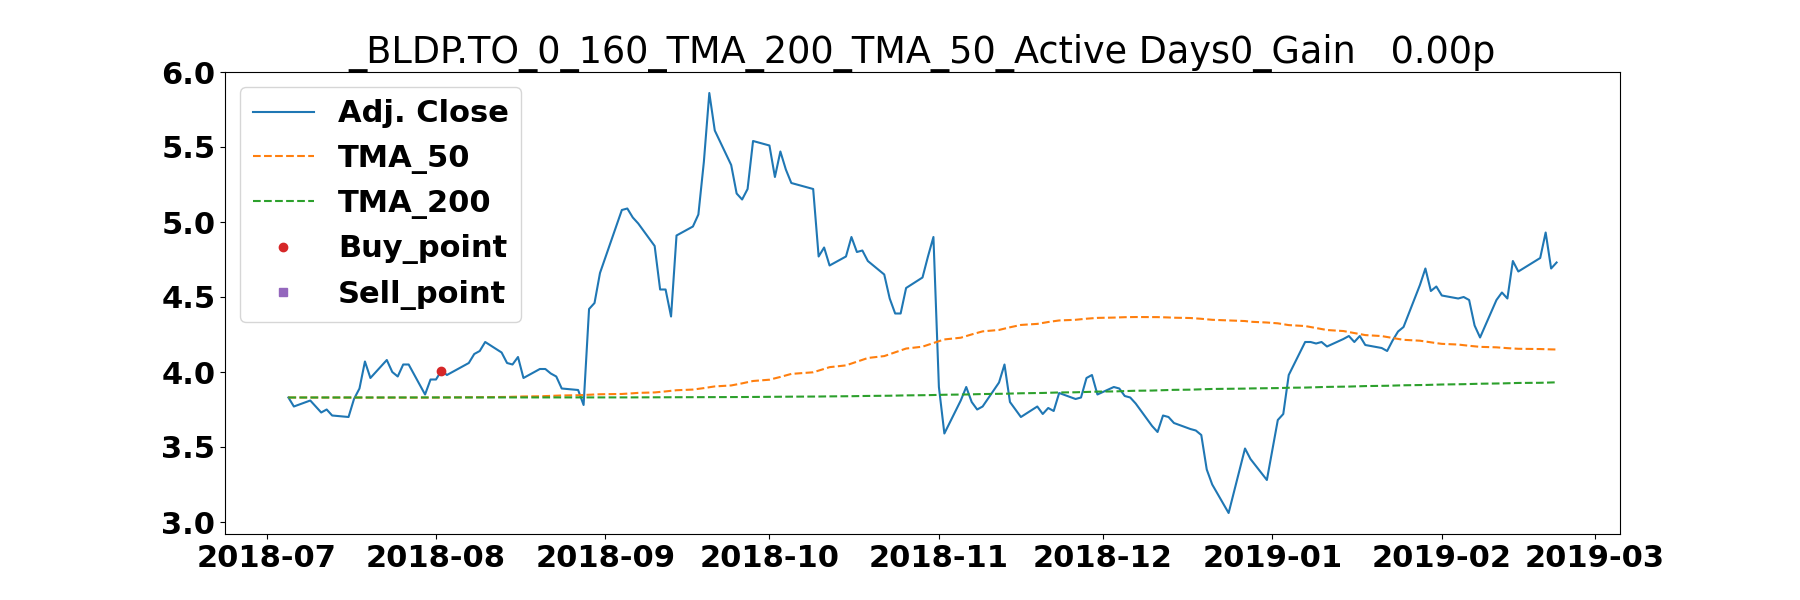 _BLDP.TO_0_160_TMA_200_TMA_50_Active Days0_Gain   0.00p
6.0
5.5
5.0
4.5
4.0
3.5
3.0
Adj. Close
TMA_50
TMA_200
Buy_point
Sell_point
2018-07 2018-08 2018-09 2018-10 2018-11 2018-12 2019-01 2019-02 2019-03